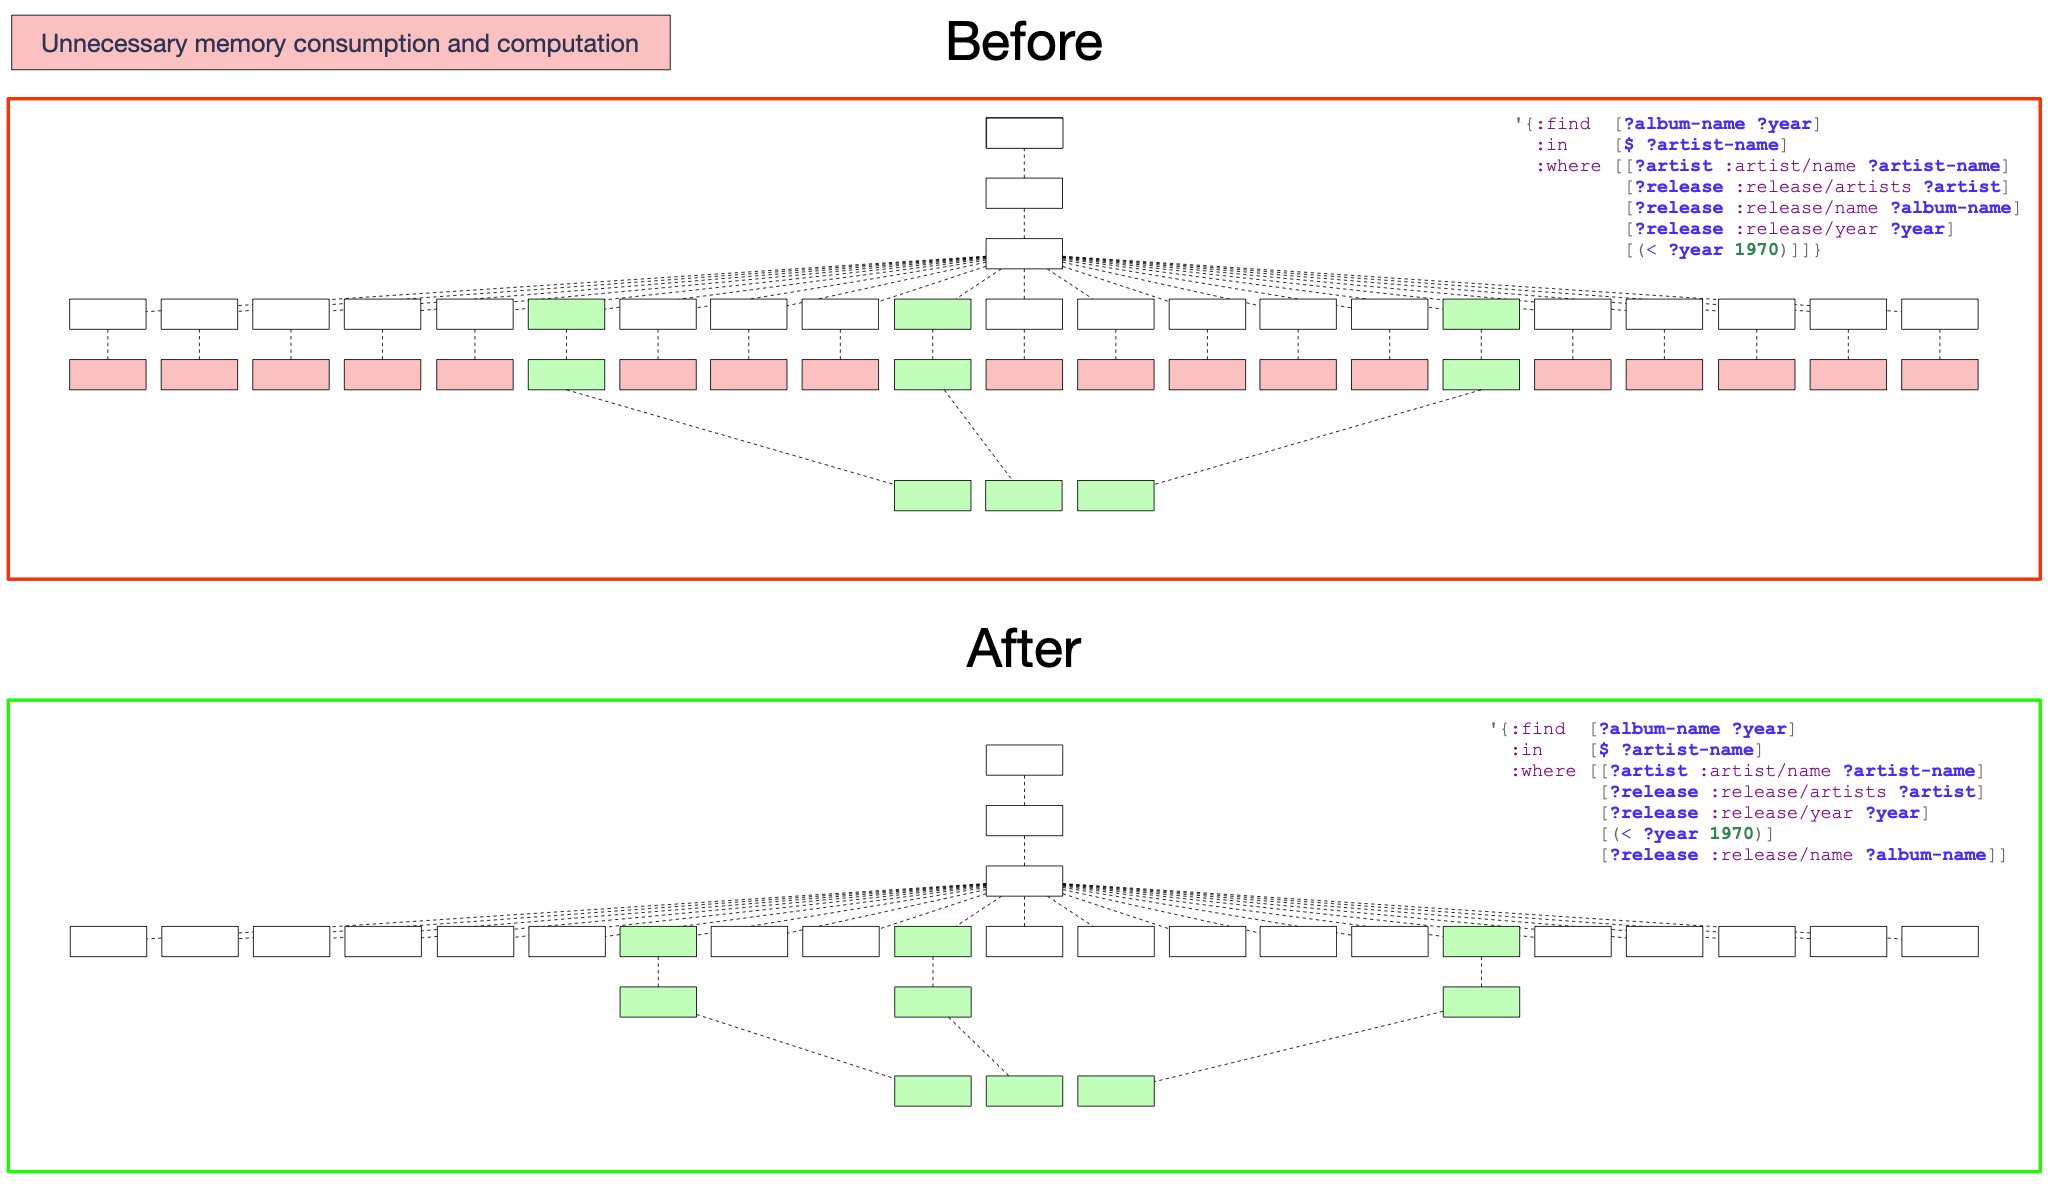 Unnecessary memory consumption and computation
Before
'{:find  [?album-name ?year]
  :in    [$ ?artist-name]
  :where [[?artist :artist/name ?artist-name]
          [?release :release/artists ?artist]
          [?release :release/name ?album-name]
          [?release :release/year ?year]
          [(< ?year 1970)]]}
After
'{:find  [?album-name ?year]
  :in    [$ ?artist-name]
  :where [[?artist :artist/name ?artist-name]
          [?release :release/artists ?artist]
          [?release :release/year ?year]
          [(< ?year 1970)]
          [?release :release/name ?album-name]]